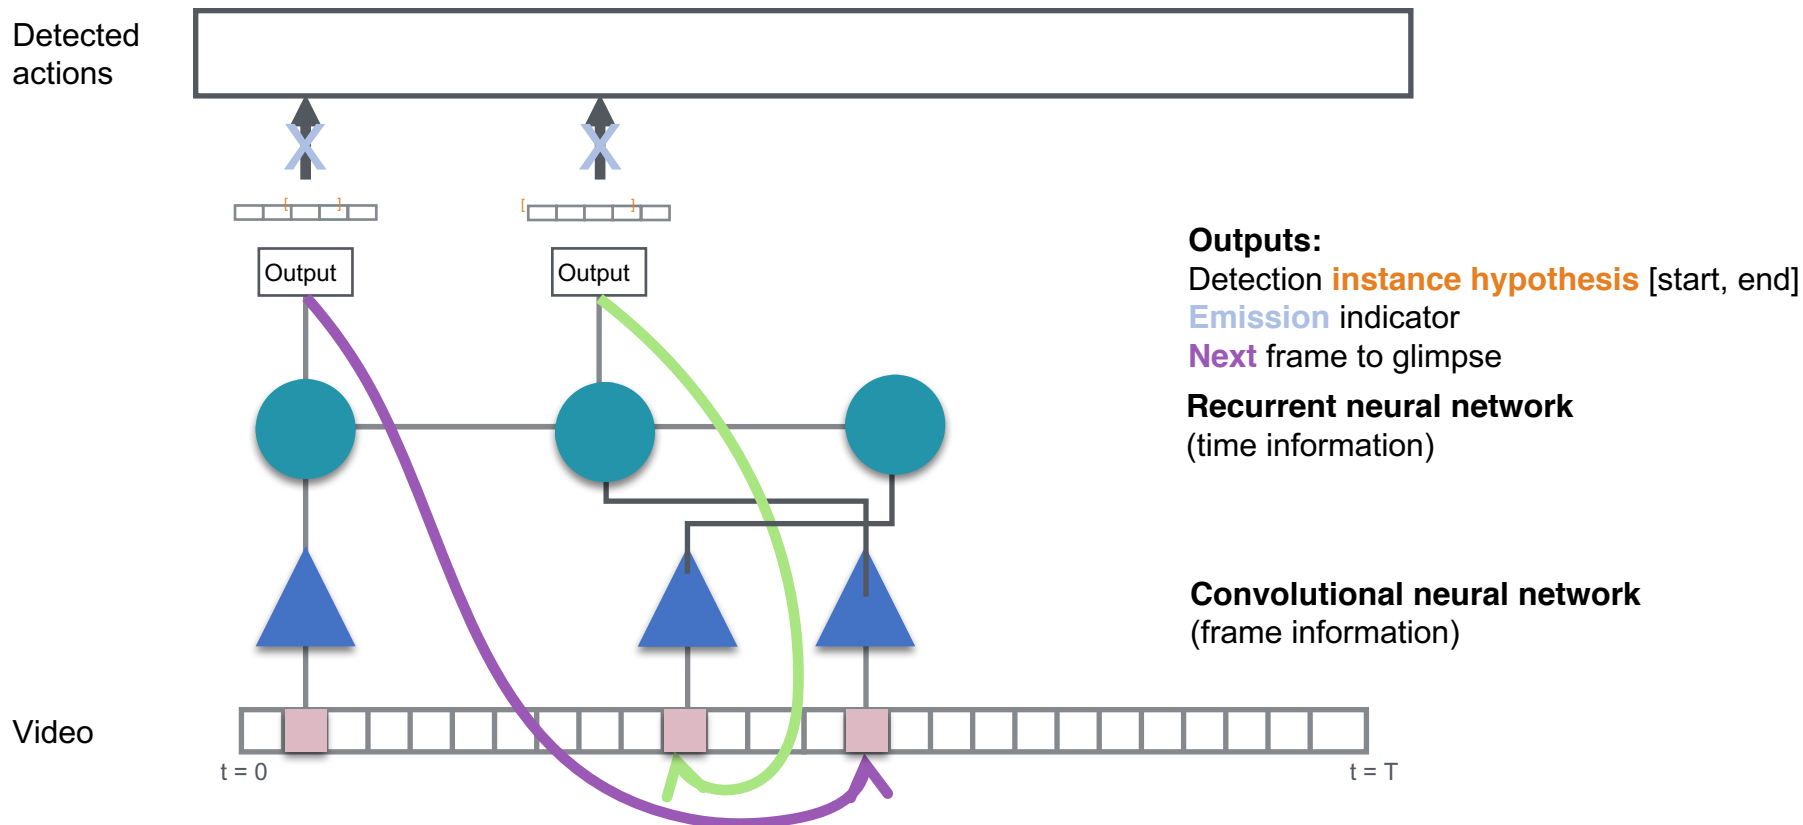 Detected
actions
X
X
[ ]
[ ]
Output
Output
Outputs:
Detection instance hypothesis [start, end]
Emission indicator
Next frame to glimpse
Recurrent neural network
(time information)
Convolutional neural network
(frame information)
Video
t = 0
t = T